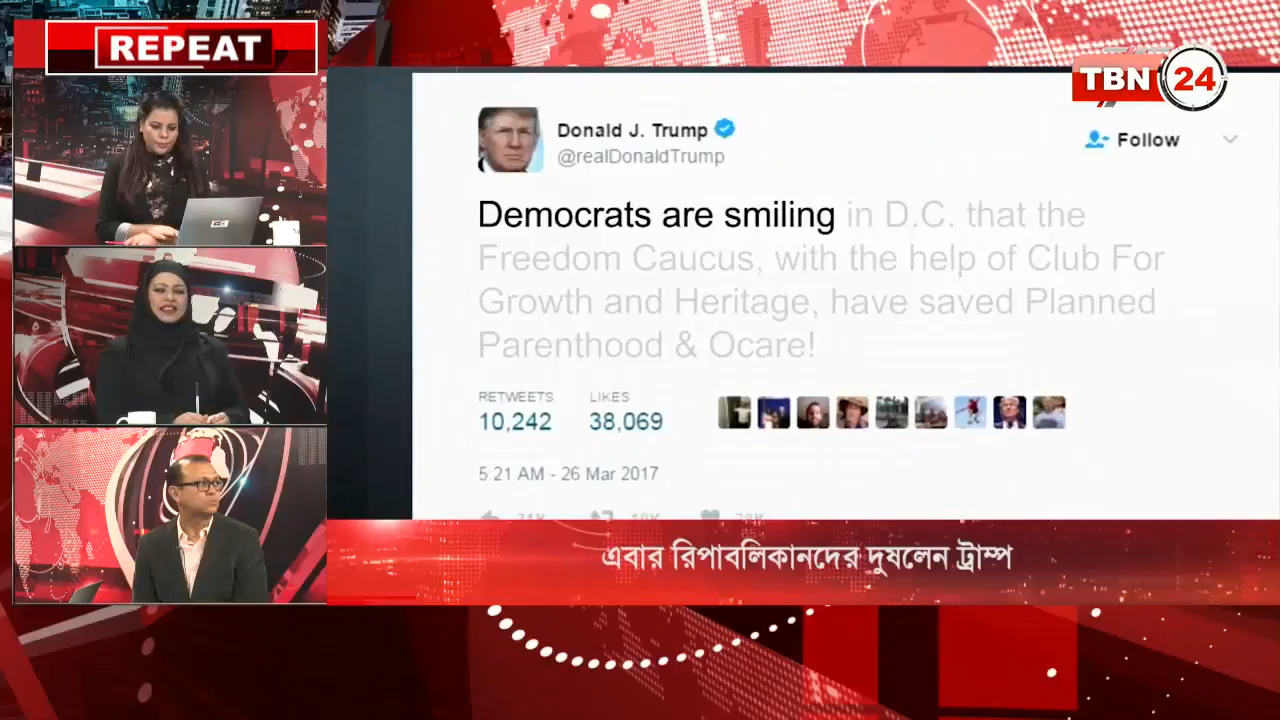 REPEAT
TBN 24
Donald J. Trump
@realDonaldTrump
Follow
Democrats are smiling in D.C. that the
Freedom Caucus, with the help of Club For
Growth and Heritage, have saved Planned
Parenthood & Ocare!
RETWEETS LIKES
10,242 38,069
5:21 AM - 26 Mar 2017
এবার রিপাবলিকানদের দুষলেন ট্রাম্প